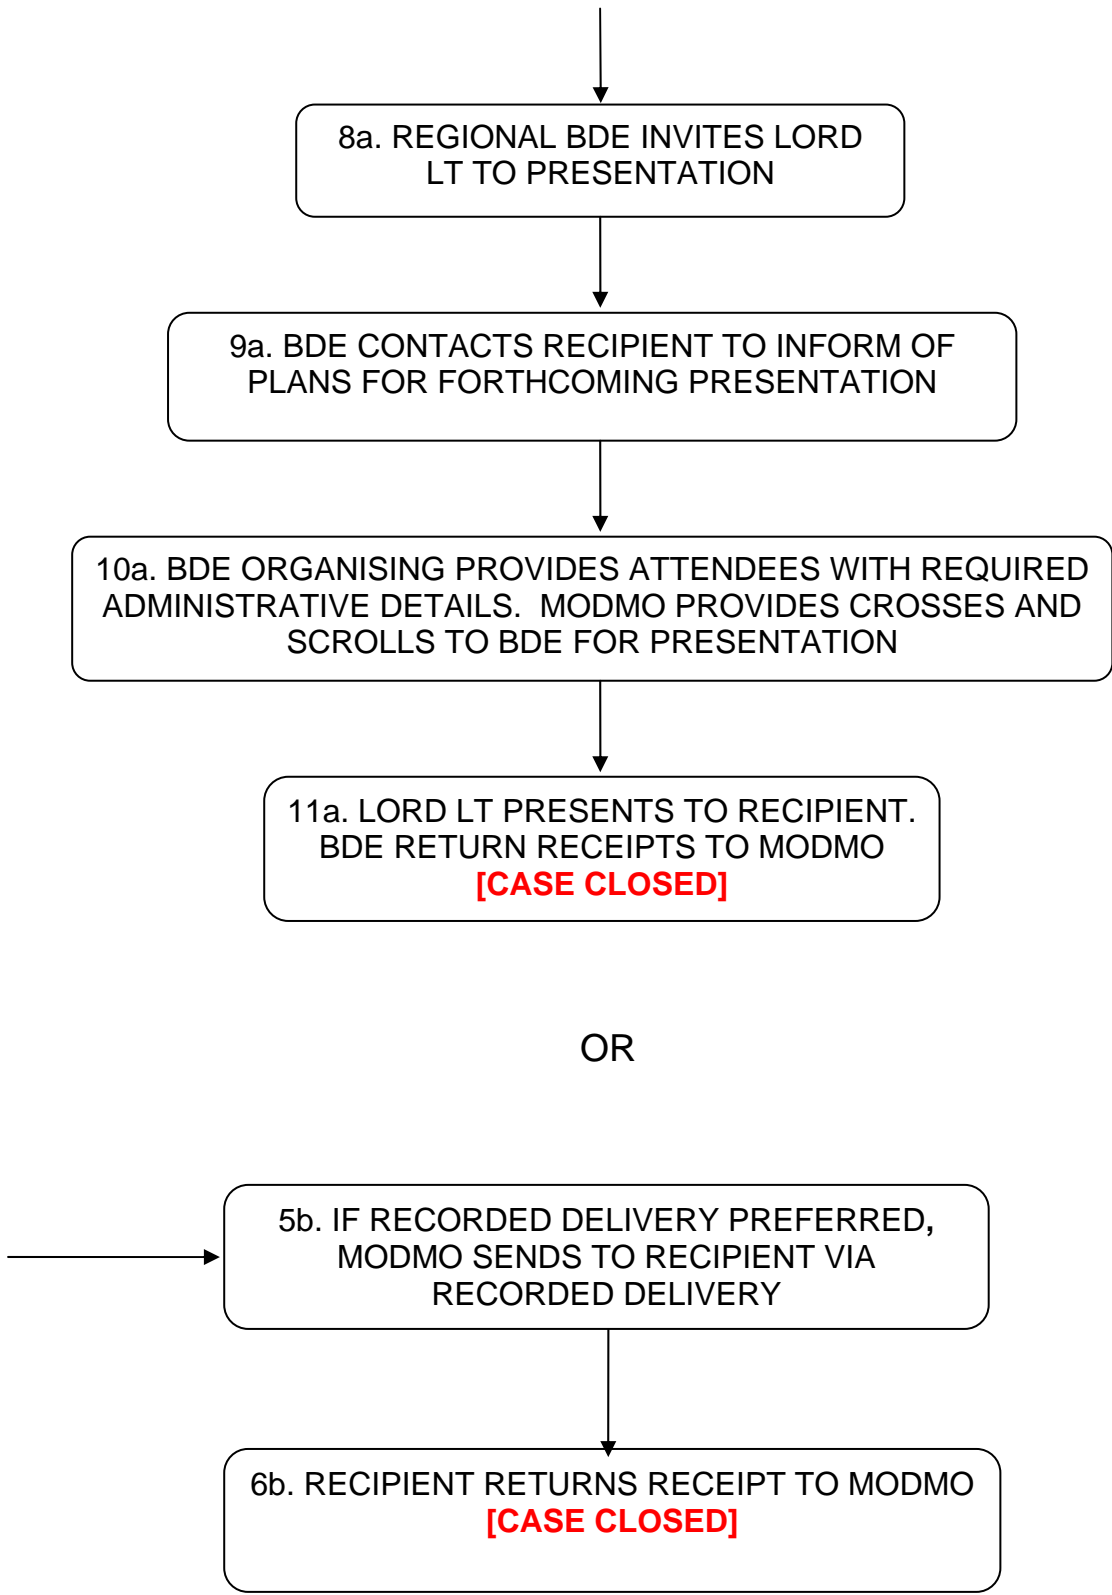 8a. REGIONAL BDE INVITES LORD
LT TO PRESENTATION
9a. BDE CONTACTS RECIPIENT TO INFORM OF
PLANS FOR FORTHCOMING PRESENTATION
10a. BDE ORGANISING PROVIDES ATTENDEES WITH REQUIRED
ADMINISTRATIVE DETAILS.  MODMO PROVIDES CROSSES AND
SCROLLS TO BDE FOR PRESENTATION
11a. LORD LT PRESENTS TO RECIPIENT.
BDE RETURN RECEIPTS TO MODMO
[CASE CLOSED]
OR
5b. IF RECORDED DELIVERY PREFERRED,
MODMO SENDS TO RECIPIENT VIA
RECORDED DELIVERY
6b. RECIPIENT RETURNS RECEIPT TO MODMO
[CASE CLOSED]